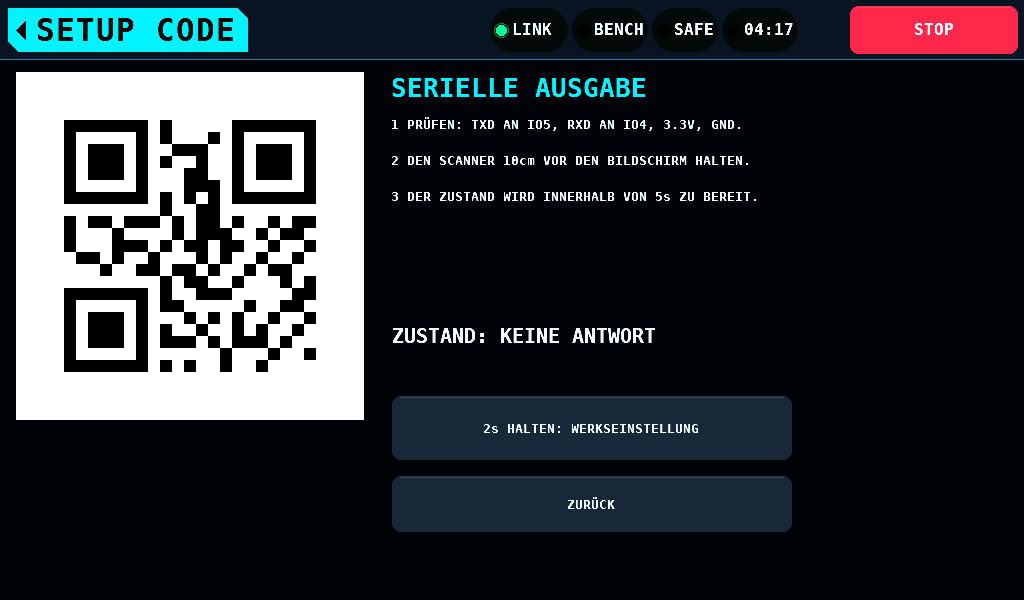 SETUP CODE
LINK
BENCH
SAFE
04:17
STOP
SERIELLE AUSGABE
1 PRÜFEN: TXD AN IO5, RXD AN IO4, 3.3V, GND.
2 DEN SCANNER 10cm VOR DEN BILDSCHIRM HALTEN.
3 DER ZUSTAND WIRD INNERHALB VON 5s ZU BEREIT.
ZUSTAND: KEINE ANTWORT
2s HALTEN: WERKSEINSTELLUNG
ZURÜCK